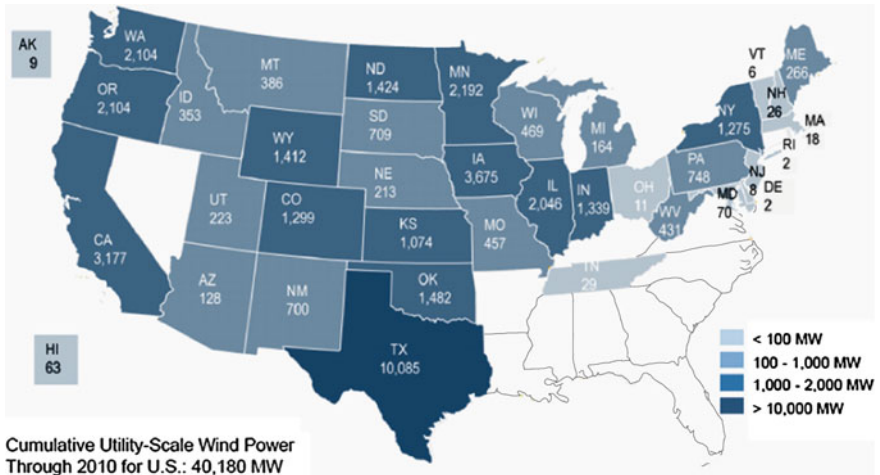 AK
9
WA
2,104
OR
2,104
CA
3,177
ID
353
MT
386
WY
1,412
UT
223
CO
1,299
AZ
128
NM
700
ND
1,424
SD
709
NE
213
KS
1,074
OK
1,482
TX
10,085
MN
2,192
IA
3,675
MO
457
WI
469
IL
2,046
MI
164
IN
1,339
OH
11
TN
29
WV
431
PA
748
NY
1,275
VT
6
NH
26
ME
266
MA
18
RI
2
NJ
8
DE
2
MD
70
HI
63
< 100 MW
100 - 1,000 MW
1,000 - 2,000 MW
> 10,000 MW
Cumulative Utility-Scale Wind Power
Through 2010 for U.S.: 40,180 MW